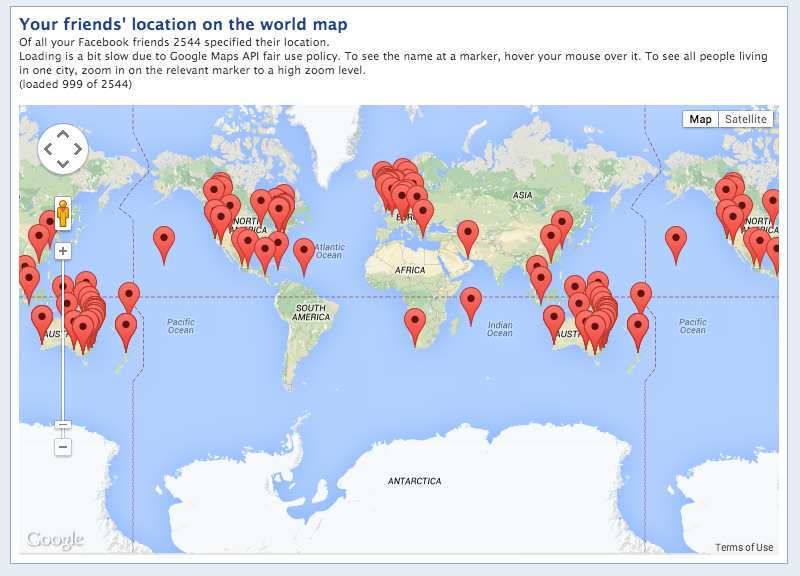 Your friends' location on the world map
Of all your Facebook friends 2544 specified their location.
Loading is a bit slow due to Google Maps API fair use policy. To see the name at a marker, hover your mouse over it. To see all people living
in one city, zoom in on the relevant marker to a high zoom level.
(loaded 999 of 2544)
Map
Satellite
ASIA
NORTH
Atlantic
Ocean
AFRICA
SOUTH
AMERICA
Pacific
Ocean
Indian
Ocean
Pacific
Ocean
ANTARCTICA
Google
Terms of Use